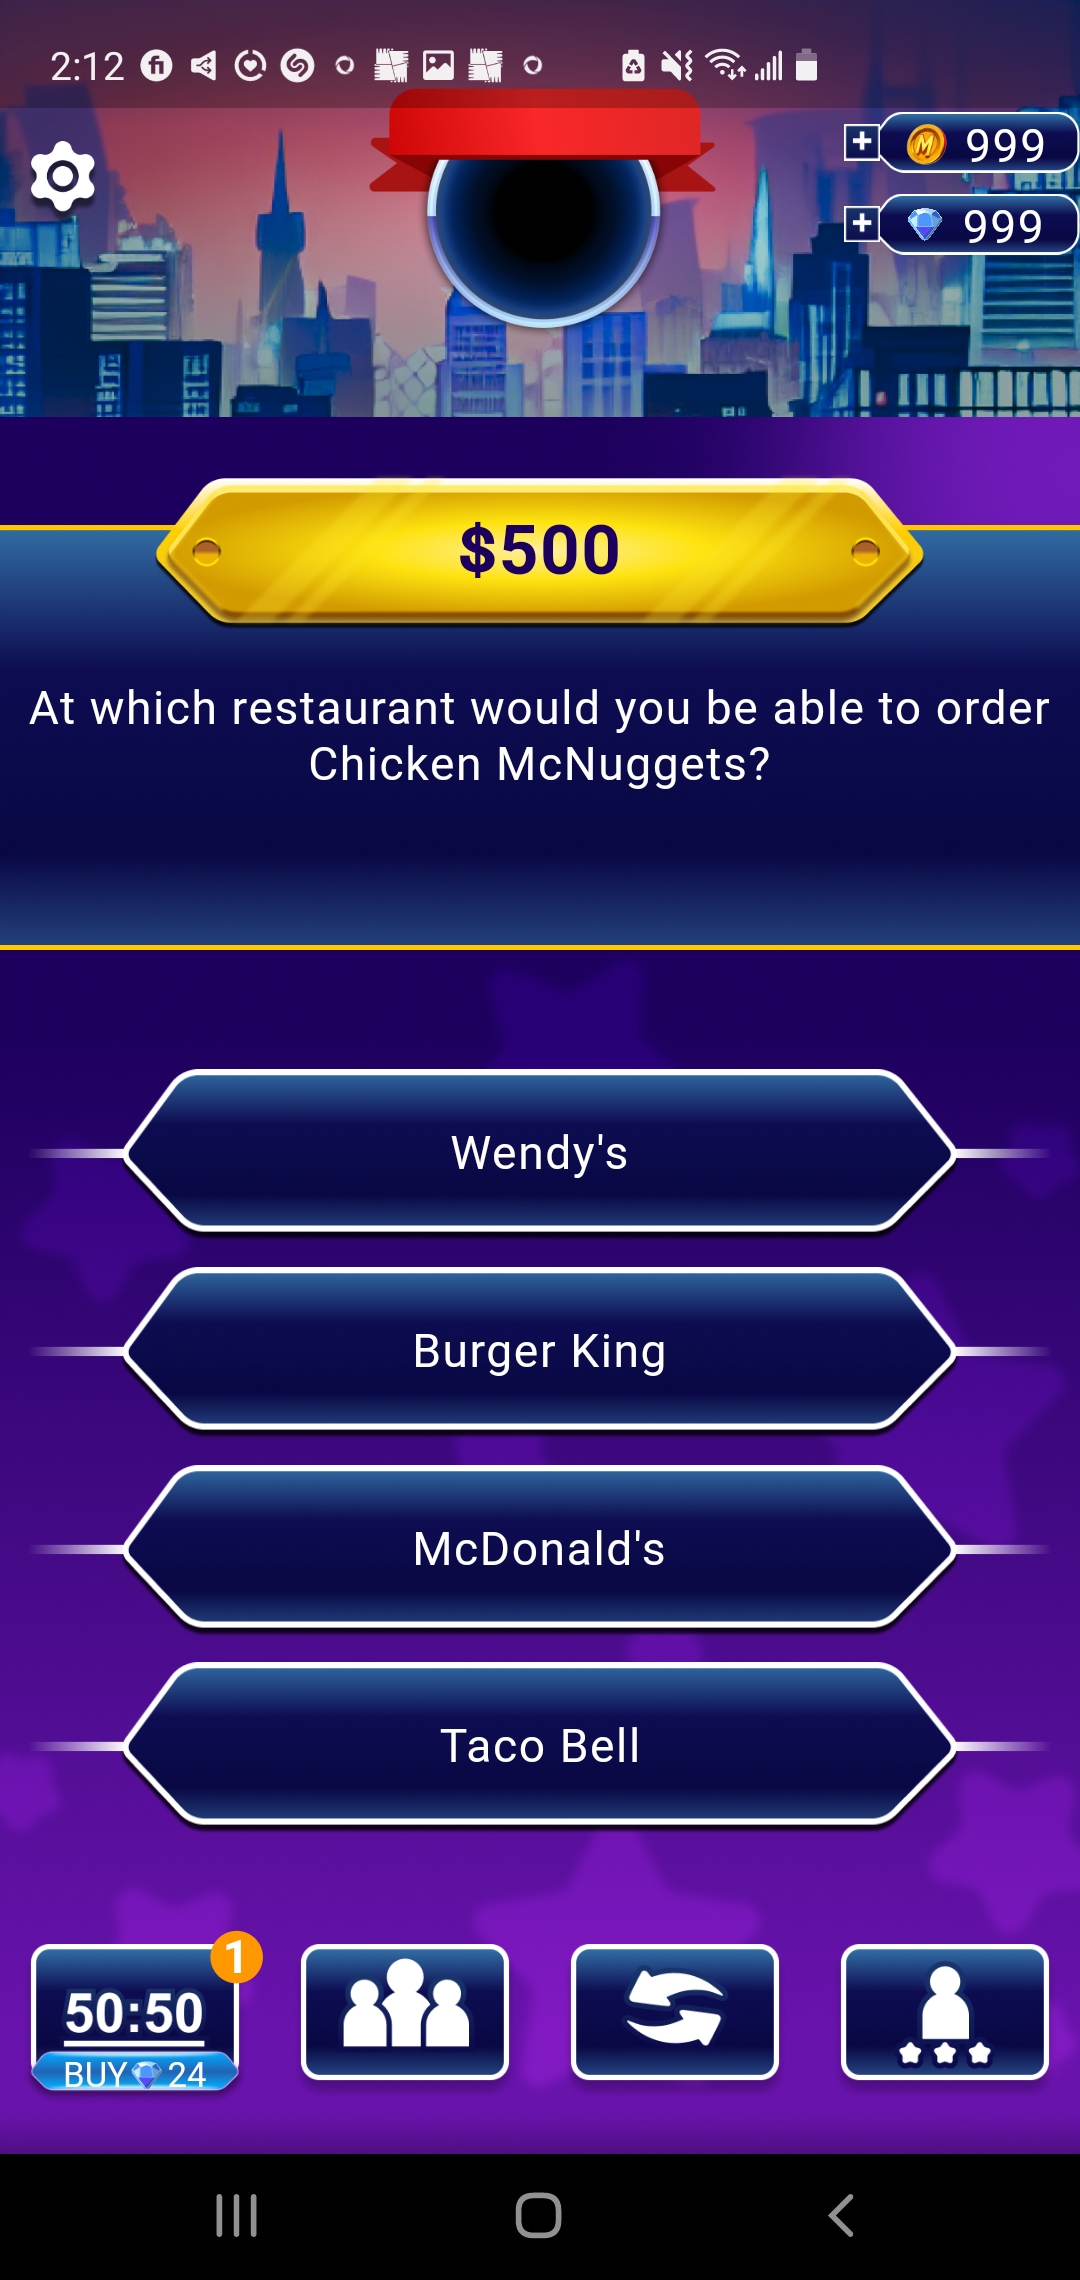 2:12
999
999
$500
At which restaurant would you be able to order
Chicken McNuggets?
Wendy's
Burger King
McDonald's
Taco Bell
1
50:50
BUY 24